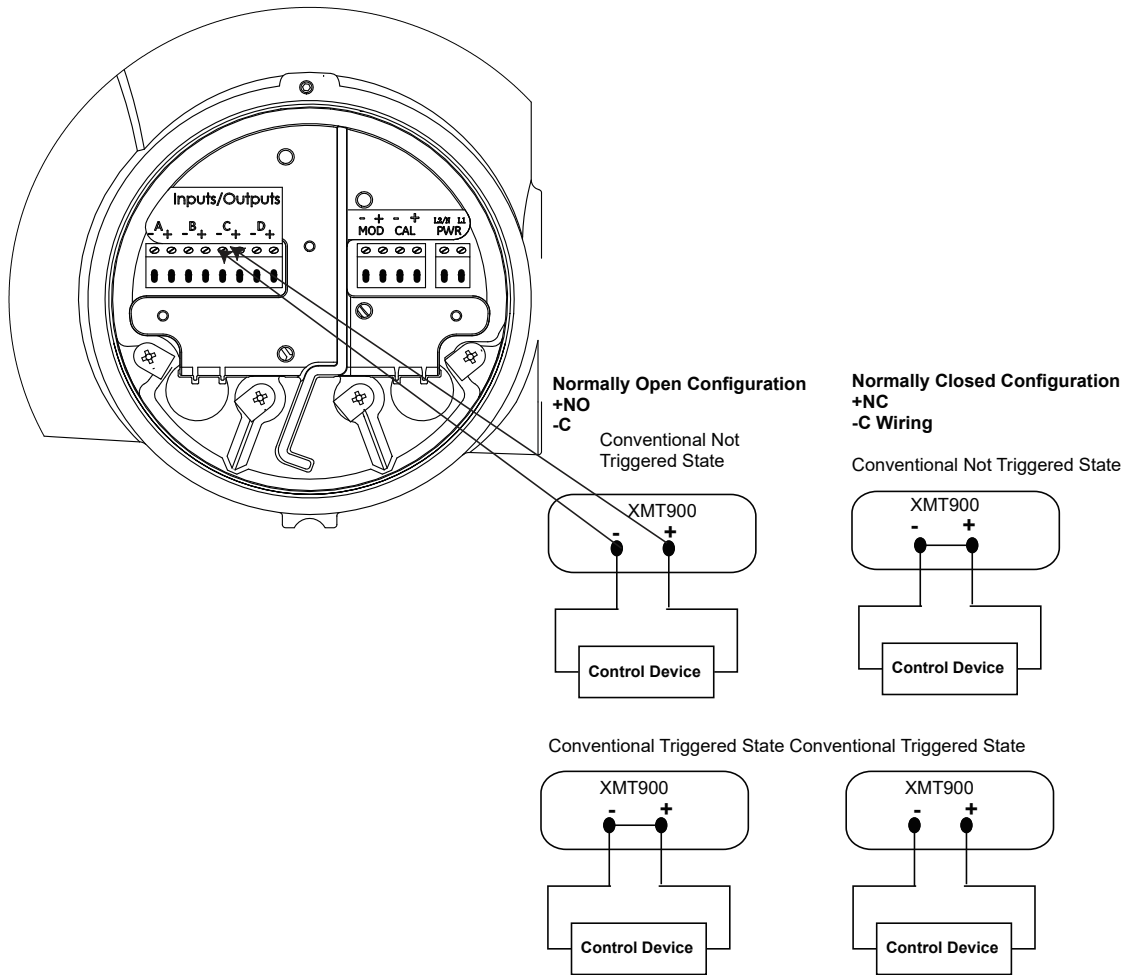 Inputs/Outputs
A B C D
- + - + - + - +
- + - + L2/N L1
MOD CAL PWR
Normally Open Configuration
+NO
-C
Conventional Not
Triggered State
XMT900
- +
Control Device
Normally Closed Configuration
+NC
-C Wiring
Conventional Not Triggered State
XMT900
- +
Control Device
Conventional Triggered State Conventional Triggered State
XMT900
- +
Control Device
XMT900
- +
Control Device